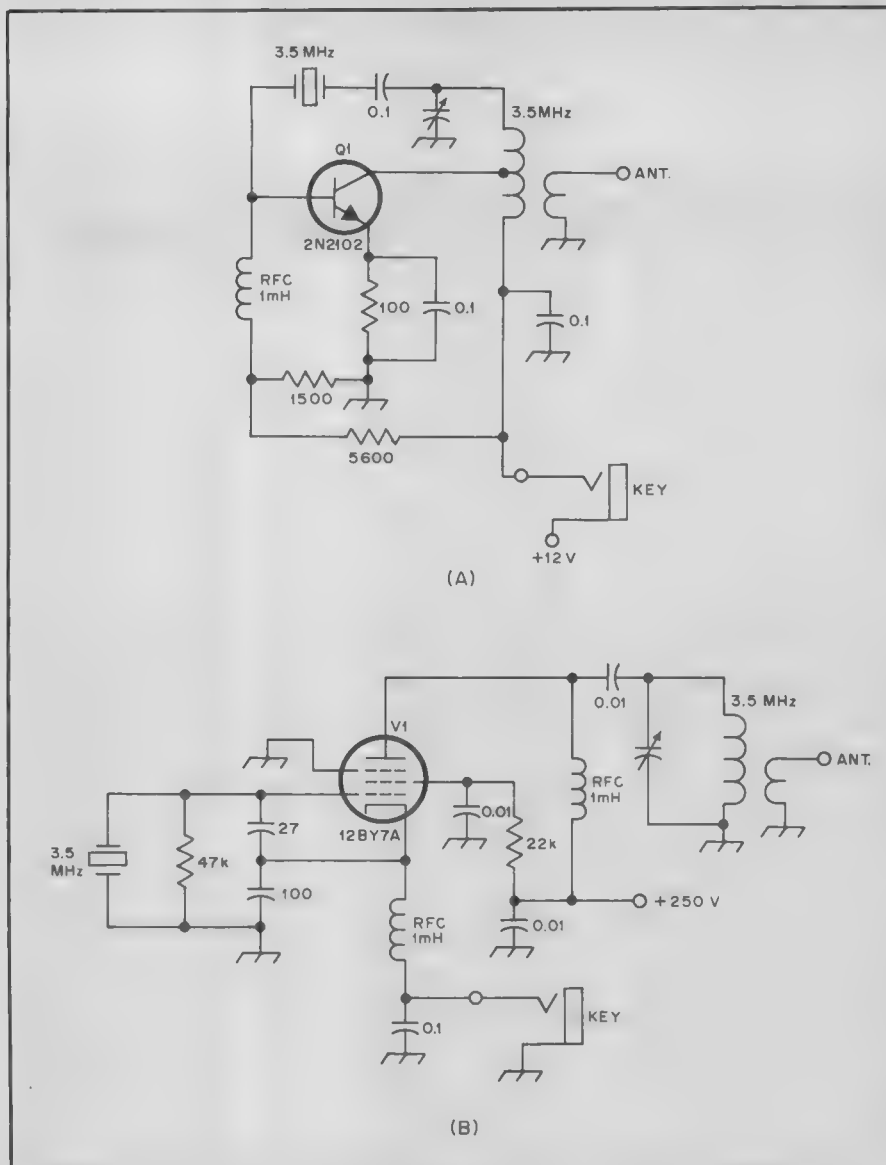 3.5 MHz
0.1
3.5MHz
Q1
ANT.
2N2102
RFC
1mH
100
0.1
0.1
1500
5600
KEY
+12 V
(A)
0.01
3.5 MHz
V1
ANT.
RFC
1mH
0.01
12BY7A
27
22k
3.5
MHz
47k
100
+250 V
RFC
1mH
0.01
KEY
0.1
(B)